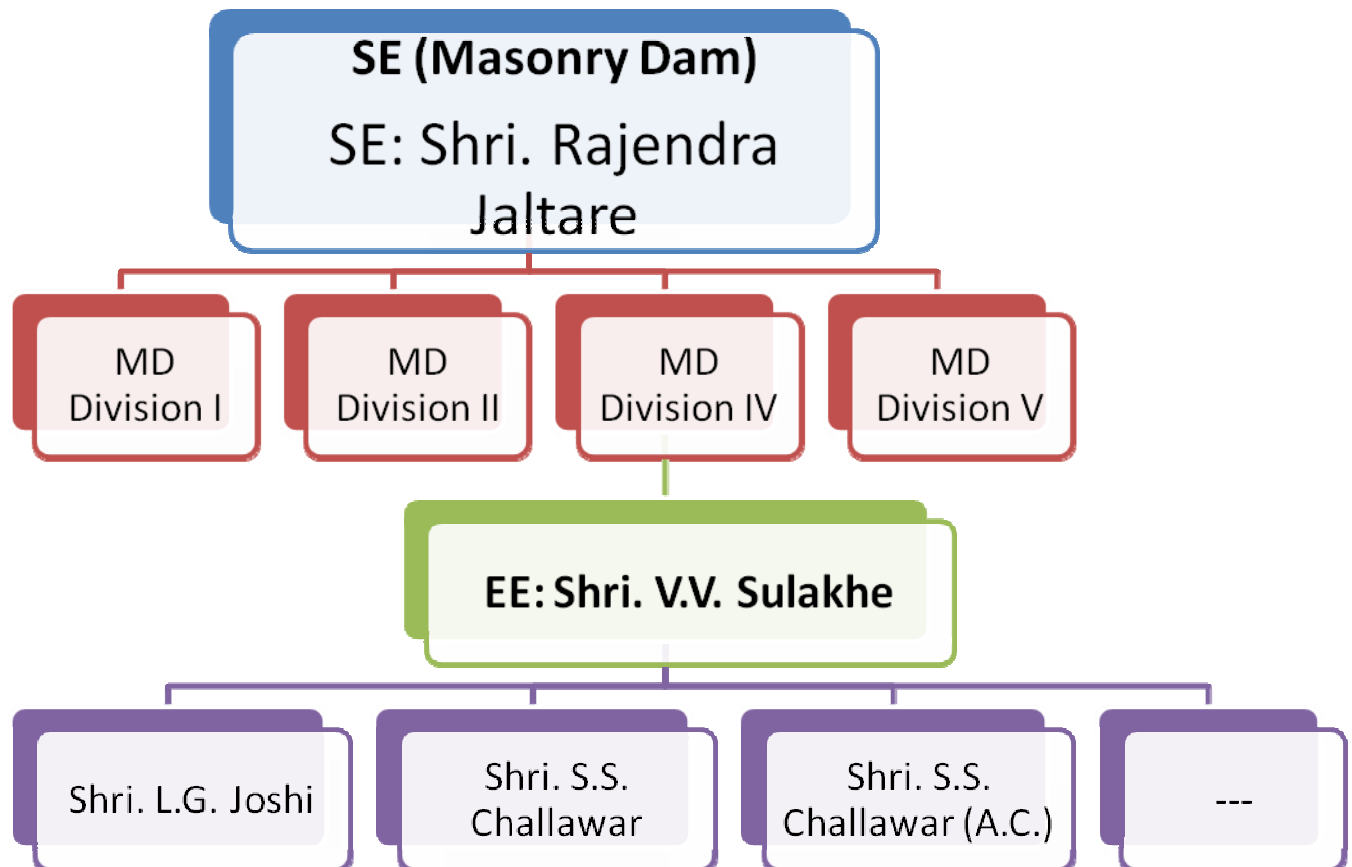 SE (Masonry Dam)
SE: Shri. Rajendra
Jaltare
MD
Division I
MD
Division II
MD
Division IV
MD
Division V
EE: Shri. V.V. Sulakhe
Shri. L.G. Joshi
Shri. S.S.
Challawar
Shri. S.S.
Challawar (A.C.)
---